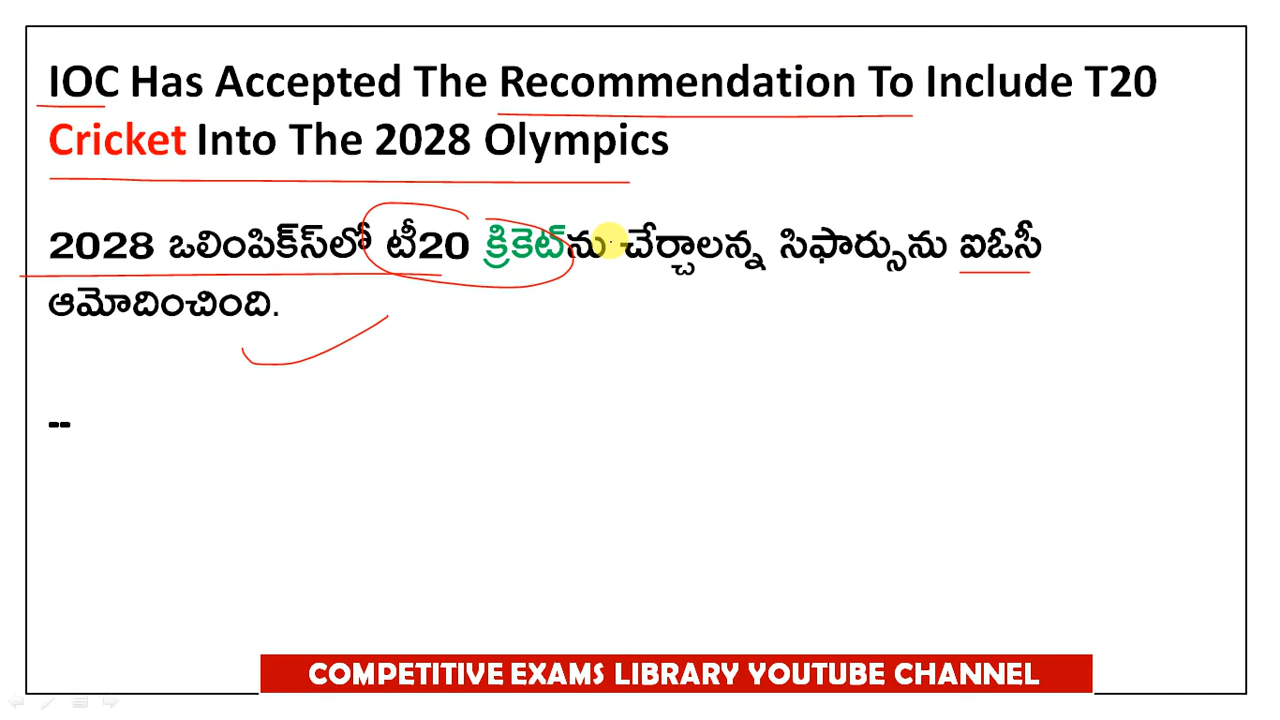 IOC Has Accepted The Recommendation To Include T20
Cricket Into The 2028 Olympics
2028 ఒలింపిక్స్‌లో టీ20 క్రికెట్‌ను చేర్చాలన్న సిఫార్సును ఐఓసీ
ఆమోదించింది.
--
COMPETITIVE EXAMS LIBRARY YOUTUBE CHANNEL